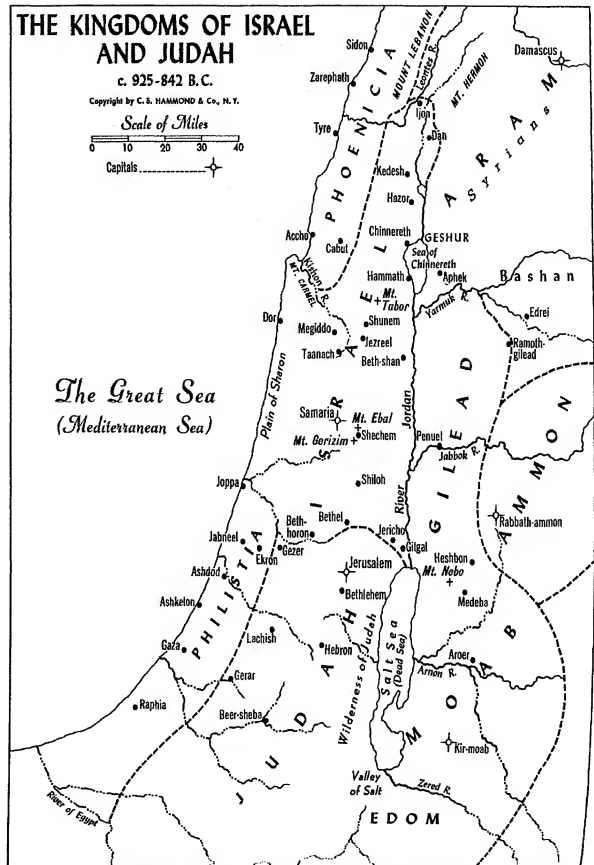 THE KINGDOMS OF ISRAEL
AND JUDAH
c. 925-842 B.C.
Copyright by C. S. HAMMOND & Co., N. Y.
Scale of Miles
0 10 20 30 40
Capitals
Sidon
Zarephath
Tyre
PHOENICIA
MOUNT LEBANON
Leontes R.
MT. HERMON
Damascus
Ijon
Dan
ARAM
Syrians
Kedesh
Hazor
Accho
Cabut
Chinnereth
GESHUR
Sea of
Chinnereth
Aphek
Kishon R.
MT. CARMEL
Hammath
Mt.
Tabor
Bashan
Yarmuk R.
Edrei
Dor
Megiddo
Shunem
Jezreel
Taanach
Beth-shan
Ramoth-
gilead
The Great Sea
(Mediterranean Sea)
Plain of Sharon
ISRAEL
Samaria
Mt. Ebal
Mt. Gerizim
Shechem
Jordan
River
GILEAD
Penuel
Jabbok R.
AMMON
Joppa
Shiloh
Rabbath-ammon
Beth-
horon
Bethel
Jericho
Gilgal
Jabneel
Ekron
Gezer
Ashdod
Jerusalem
Heshbon
Mt. Nebo
Bethlehem
Medeba
Ashkelon
PHILISTIA
Lachish
Hebron
Wilderness of Judah
Salt Sea
(Dead Sea)
Gaza
Aroer
Arnon R.
Gerar
Raphia
Beer-sheba
JUDAH
MOAB
Kir-moab
Valley
of Salt
Zered R.
River of Egypt
EDOM